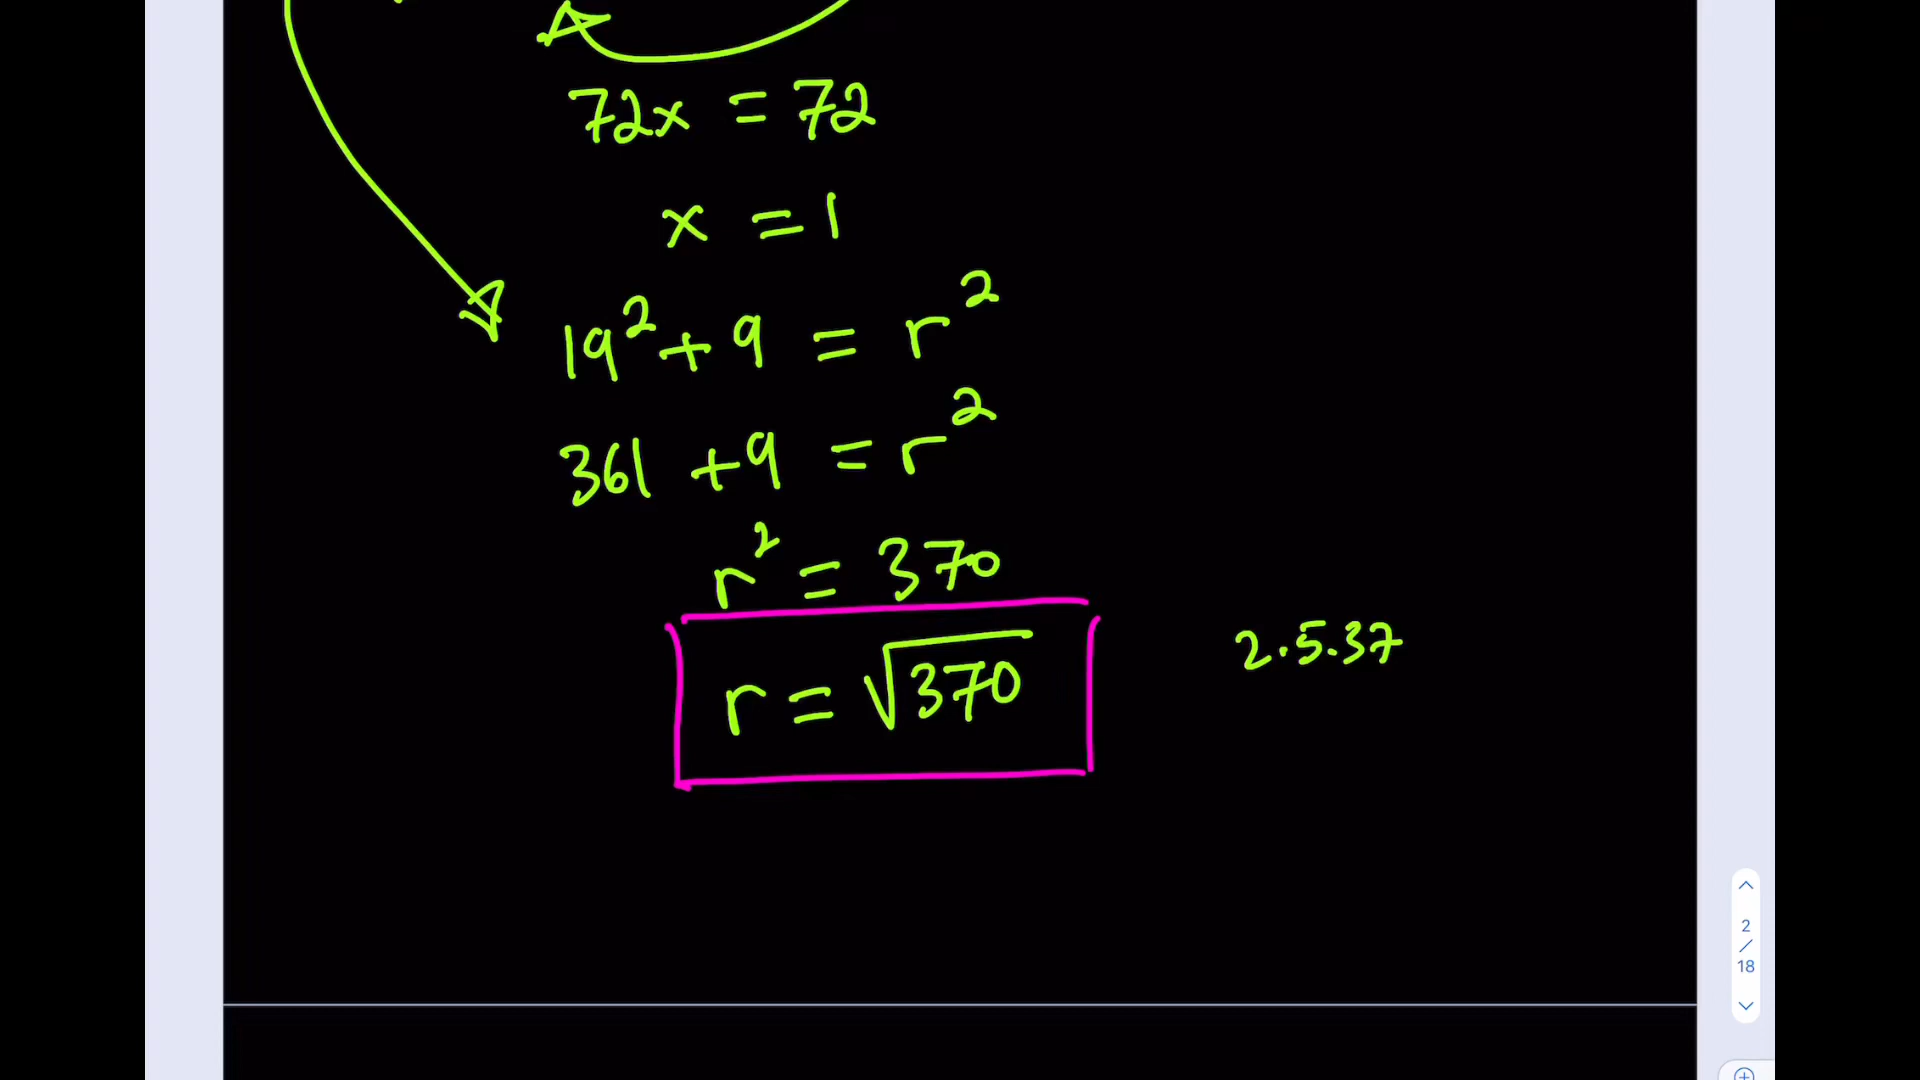 72x = 72
x = 1
19² + 9 = r²
361 + 9 = r²
r² = 370
r = √370
2·5·37
2
/
18